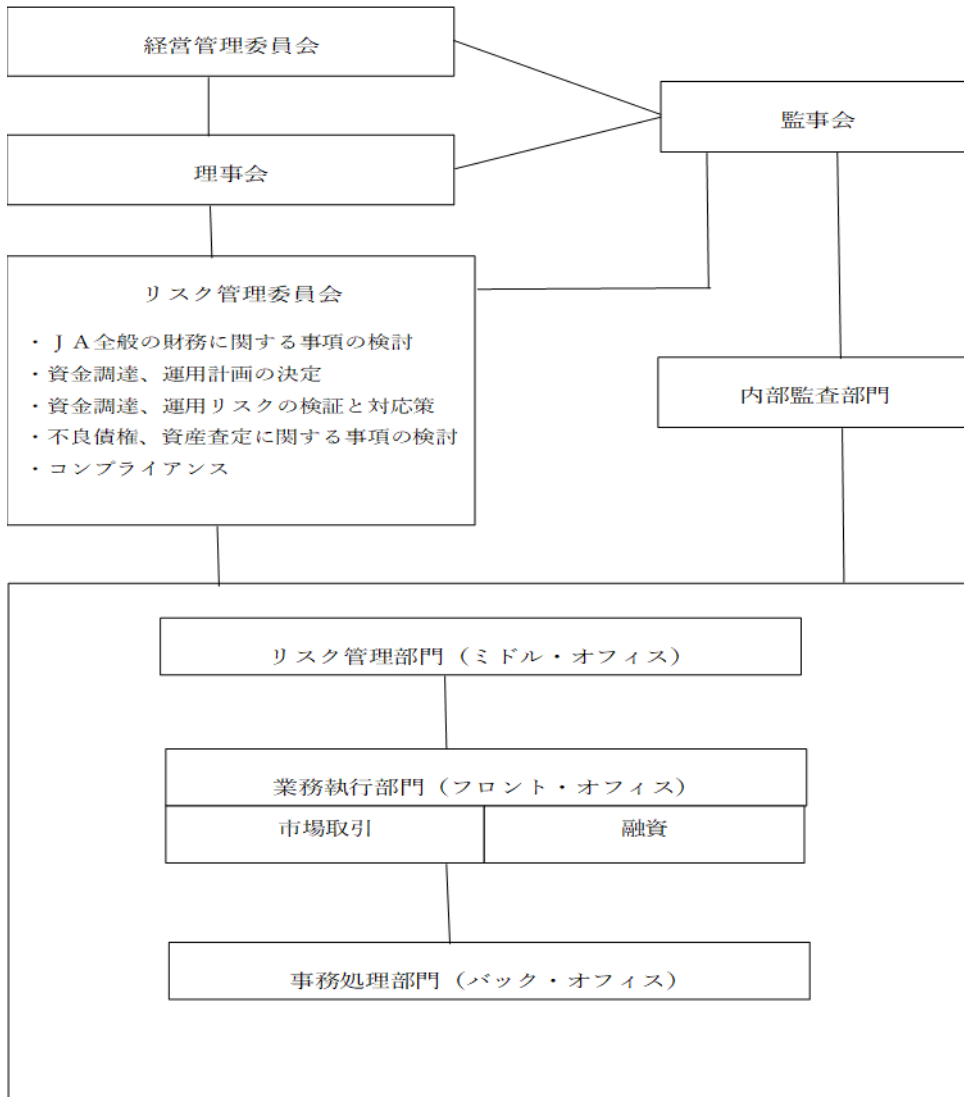 経営管理委員会
監事会
理事会
リスク管理委員会
・ＪＡ全般の財務に関する事項の検討
・資金調達、運用計画の決定
・資金調達、運用リスクの検証と対応策
・不良債権、資産査定に関する事項の検討
・コンプライアンス
内部監査部門
リスク管理部門（ミドル・オフィス）
業務執行部門（フロント・オフィス）
市場取引
融資
事務処理部門（バック・オフィス）